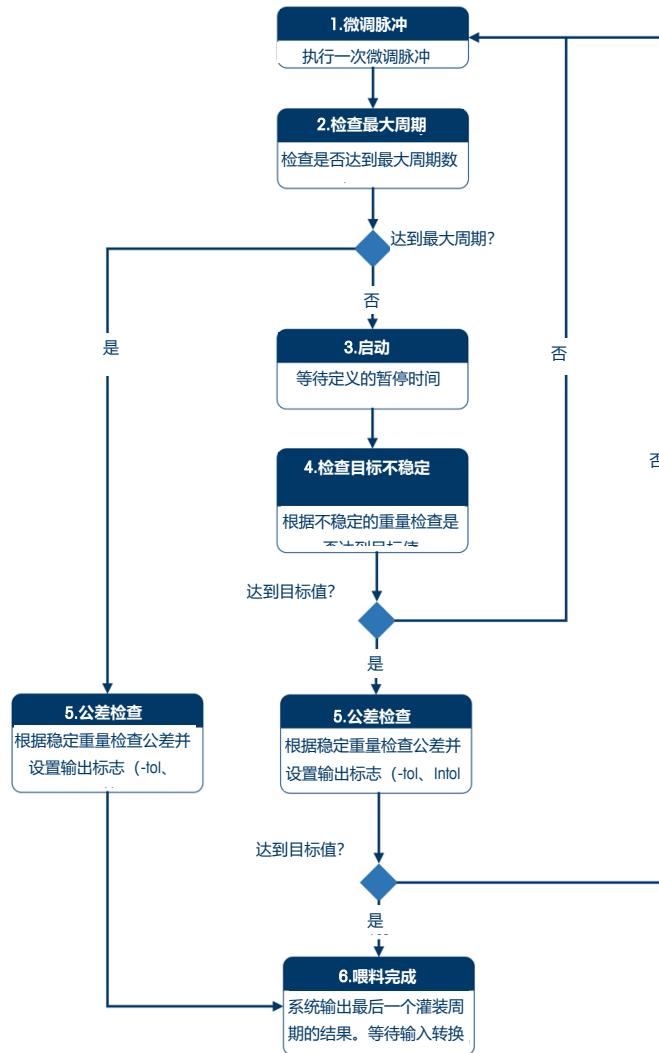 1.微调脉冲
执行一次微调脉冲
2.检查最大周期
检查是否达到最大周期数
达到最大周期？
否
是
3.启动
等待定义的暂停时间
否
4.检查目标不稳定
否
根据不稳定的重量检查是
否达到目标值
达到目标值？
是
5.公差检查
根据稳定重量检查公差并
设置输出标志（-tol、
5.公差检查
根据稳定重量检查公差并
设置输出标志（-tol、Intol
达到目标值？
是
6.喂料完成
系统输出最后一个灌装周
期的结果。等待输入转换